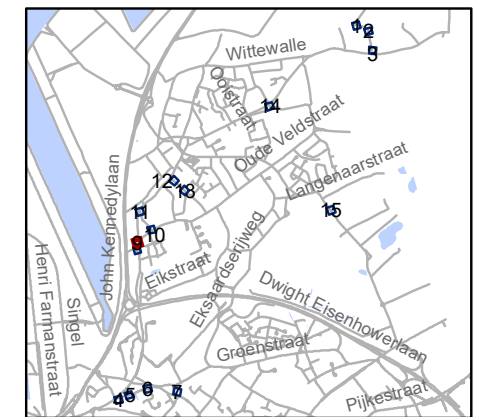 1
2
3
Wittewalle
Ooistraat
14
Oude Veldstraat
Langenaarstraat
12
13
11
15
10
9
John Kennedylaan
Eikstraat
Eksaardserijweg
Henri Farmanstraat
Singel
Dwight Eisenhowerlaan
Groenstraat
Pijkestraat
4
5
6
7